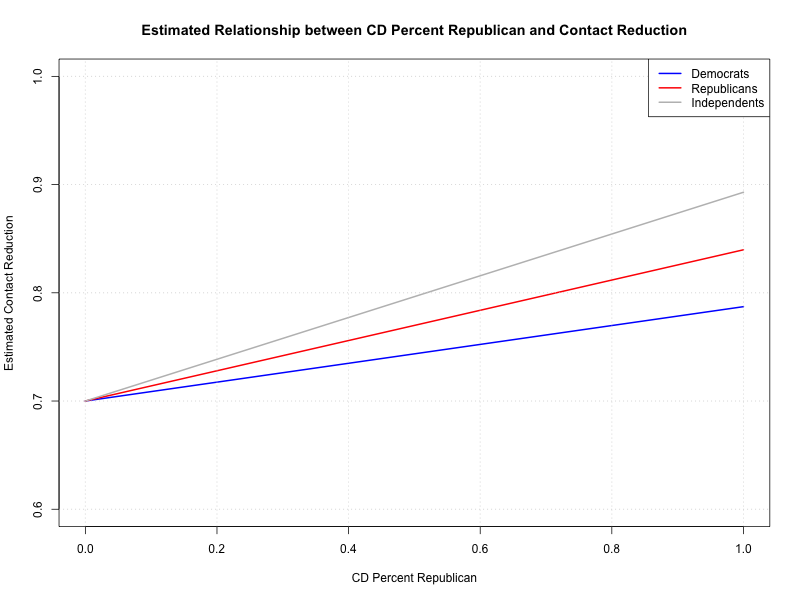 Estimated Relationship between CD Percent Republican and Contact Reduction
Democrats
Republicans
Independents
Estimated Contact Reduction
1.0
0.9
0.8
0.7
0.6
0.0 0.2 0.4 0.6 0.8 1.0
CD Percent Republican